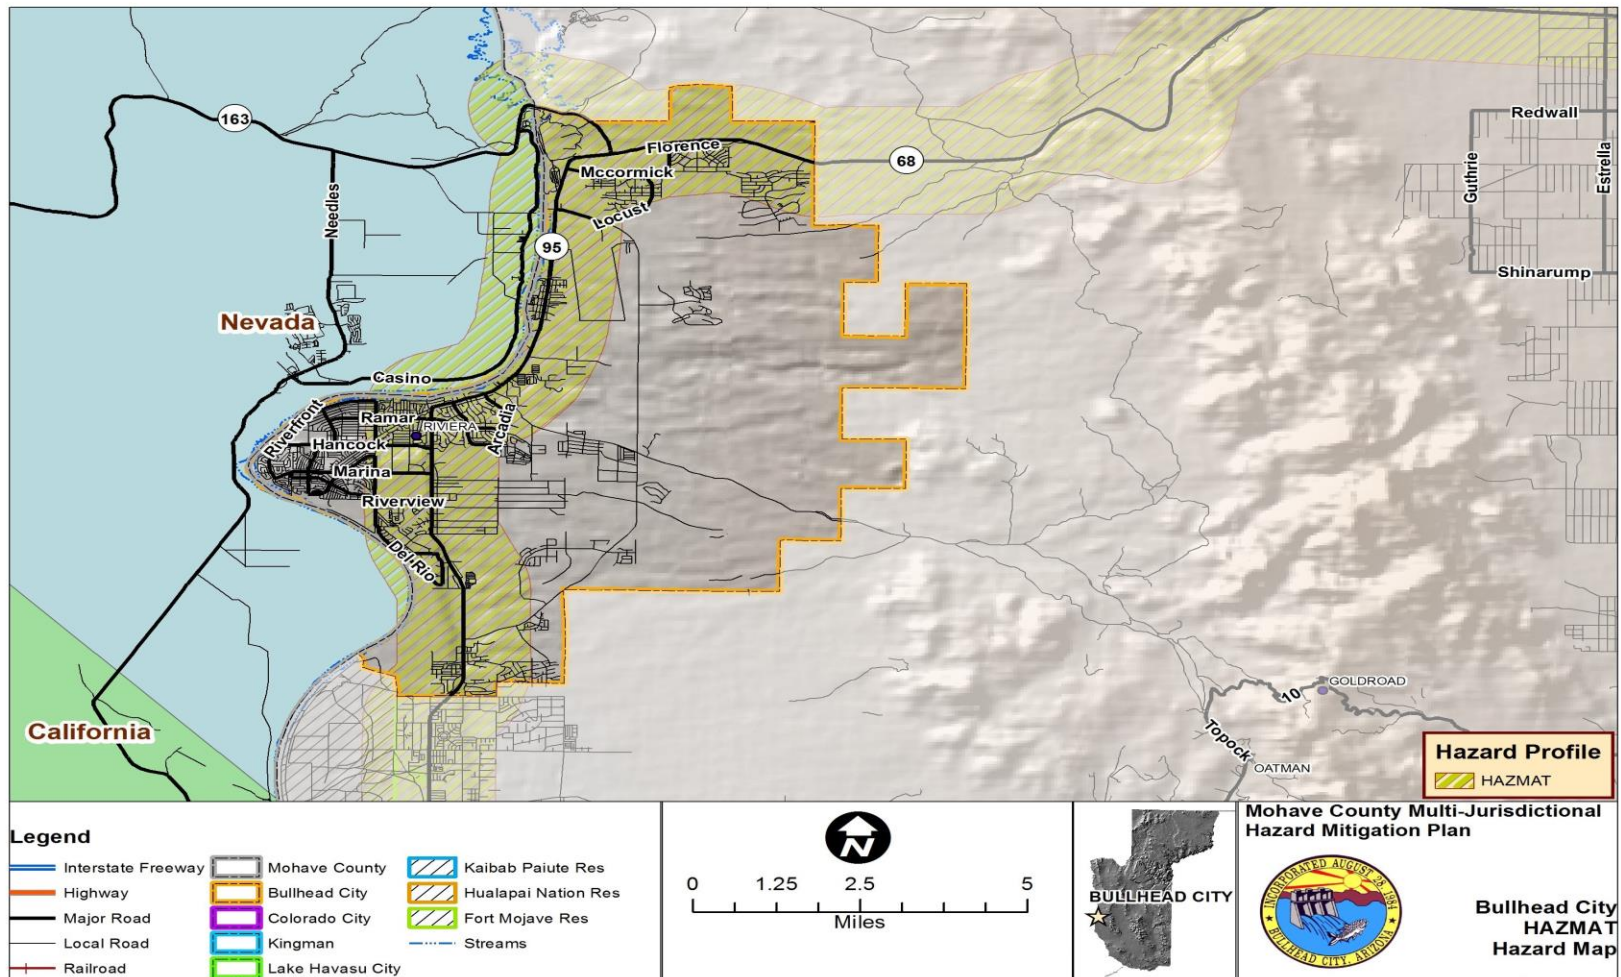 163
Needles
Nevada
Casino
California
Florence
Mccormick
Locust
95
68
Redwall
Guthrie
Estrella
Shinarump
Riverfront
Ramar
RIVIERA
Arcadia
Hancock
Marina
Riverview
Del Rio
GOLDROAD
10
Topock
OATMAN
Hazard Profile
HAZMAT
Legend
Interstate Freeway
Highway
Major Road
Local Road
Railroad
Mohave County
Bullhead City
Colorado City
Kingman
Lake Havasu City
Kaibab Paiute Res
Hualapai Nation Res
Fort Mojave Res
Streams
N
0 1.25 2.5 5
Miles
BULLHEAD CITY
Mohave County Multi-Jurisdictional
Hazard Mitigation Plan
INCORPORATED AUGUST 28, 1984
BULLHEAD CITY, ARIZONA
Bullhead City
HAZMAT
Hazard Map